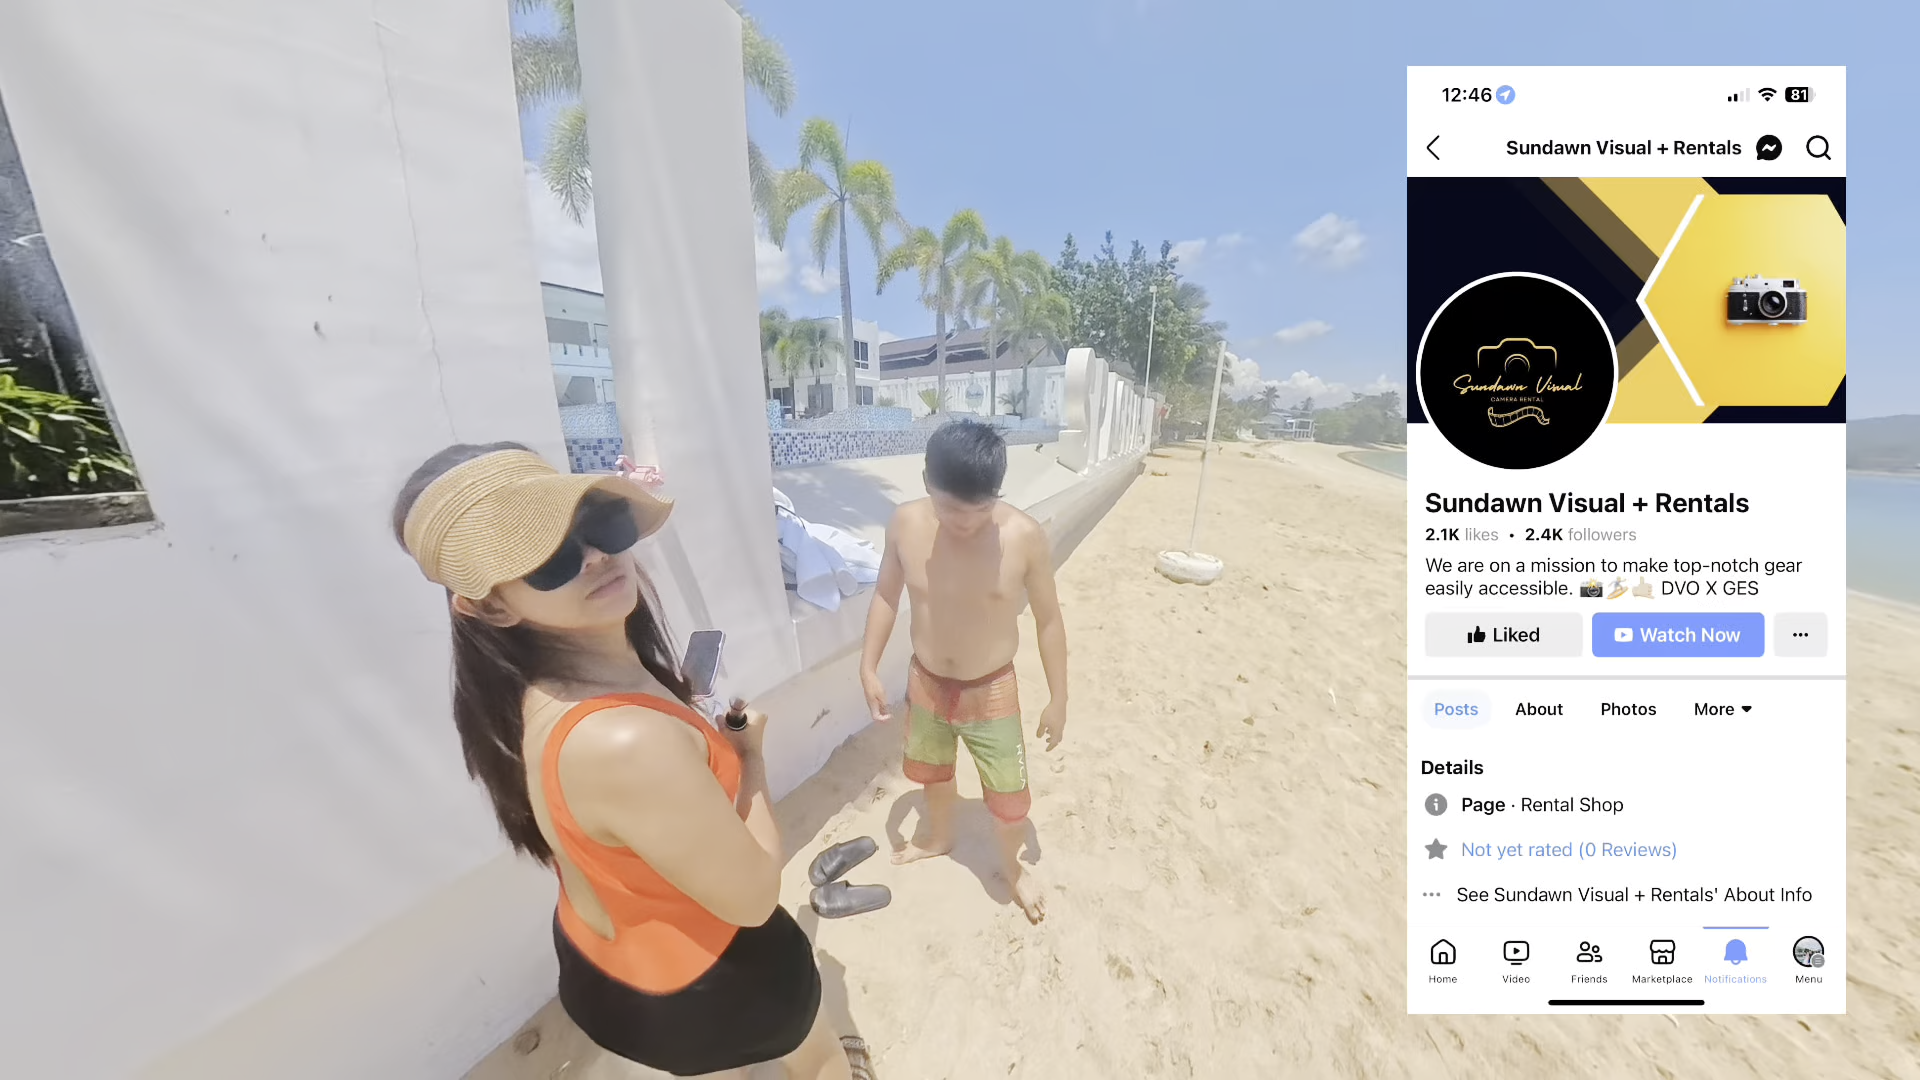 12:46
81
Sundawn Visual + Rentals
Sundawn Visual
CAMERA RENTAL
Sundawn Visual + Rentals
2.1K likes • 2.4K followers
We are on a mission to make top-notch gear
easily accessible. 📸🏄🤙 DVO X GES
Liked
Watch Now
Posts
About
Photos
More
Details
Page · Rental Shop
Not yet rated (0 Reviews)
See Sundawn Visual + Rentals' About Info
Home
Video
Friends
Marketplace
Notifications
Menu
RVCA